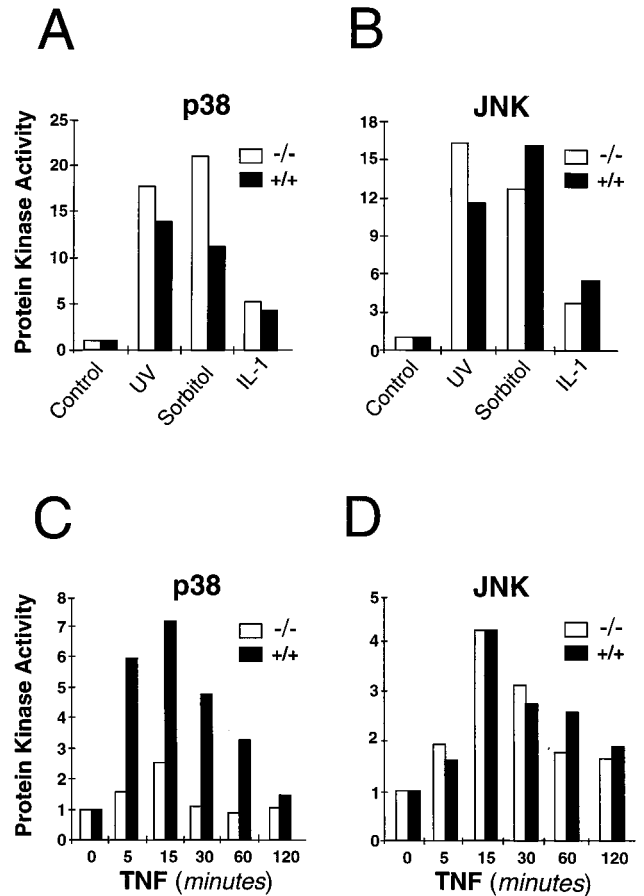 A
p38
Protein Kinase Activity
25
20
15
10
5
0
-/-
+/+
Control
UV
Sorbitol
IL-1
B
JNK
18
15
12
9
6
3
0
-/-
+/+
Control
UV
Sorbitol
IL-1
C
p38
Protein Kinase Activity
8
7
6
5
4
3
2
1
0
-/-
+/+
0 5 15 30 60 120
TNF (minutes)
D
JNK
5
4
3
2
1
0
-/-
+/+
0 5 15 30 60 120
TNF (minutes)